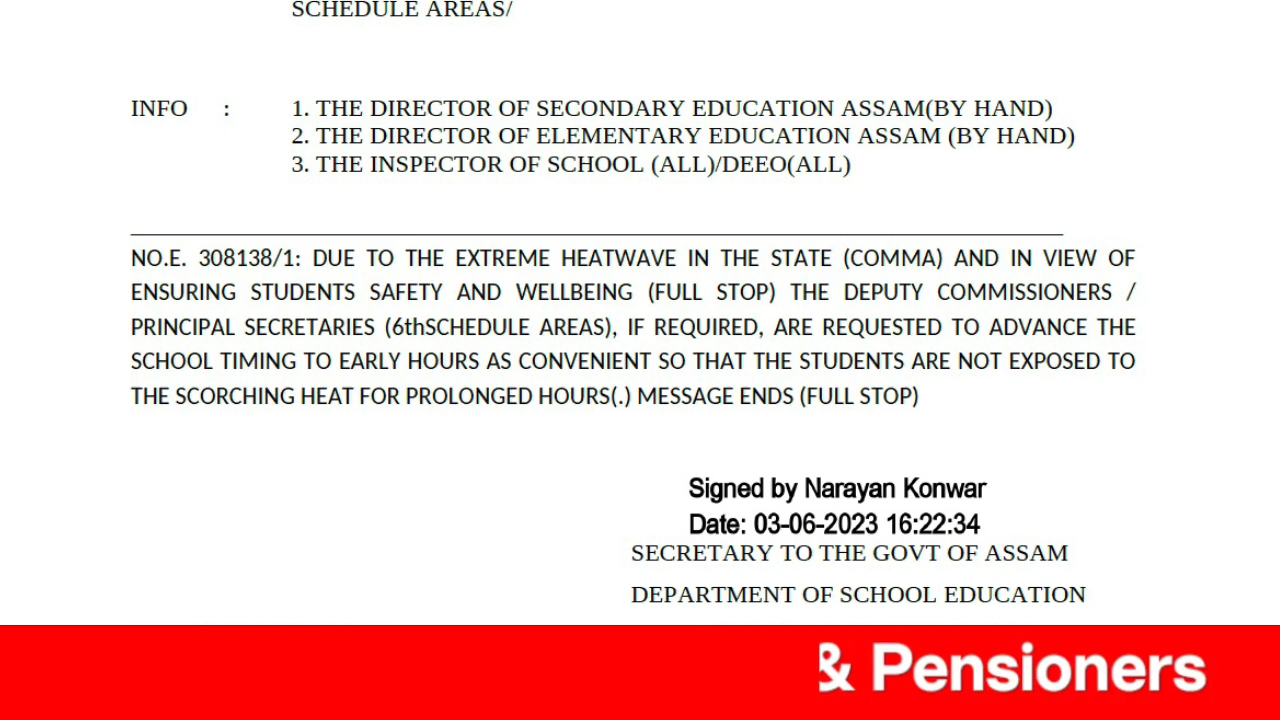 SCHEDULE AREAS/
INFO : 1. THE DIRECTOR OF SECONDARY EDUCATION ASSAM(BY HAND)
2. THE DIRECTOR OF ELEMENTARY EDUCATION ASSAM (BY HAND)
3. THE INSPECTOR OF SCHOOL (ALL)/DEEO(ALL)
NO.E. 308138/1: DUE TO THE EXTREME HEATWAVE IN THE STATE (COMMA) AND IN VIEW OF
ENSURING STUDENTS SAFETY AND WELLBEING (FULL STOP) THE DEPUTY COMMISSIONERS /
PRINCIPAL SECRETARIES (6thSCHEDULE AREAS), IF REQUIRED, ARE REQUESTED TO ADVANCE THE
SCHOOL TIMING TO EARLY HOURS AS CONVENIENT SO THAT THE STUDENTS ARE NOT EXPOSED TO
THE SCORCHING HEAT FOR PROLONGED HOURS(.) MESSAGE ENDS (FULL STOP)
Signed by Narayan Konwar
Date: 03-06-2023 16:22:34
SECRETARY TO THE GOVT OF ASSAM
DEPARTMENT OF SCHOOL EDUCATION
& Pensioners